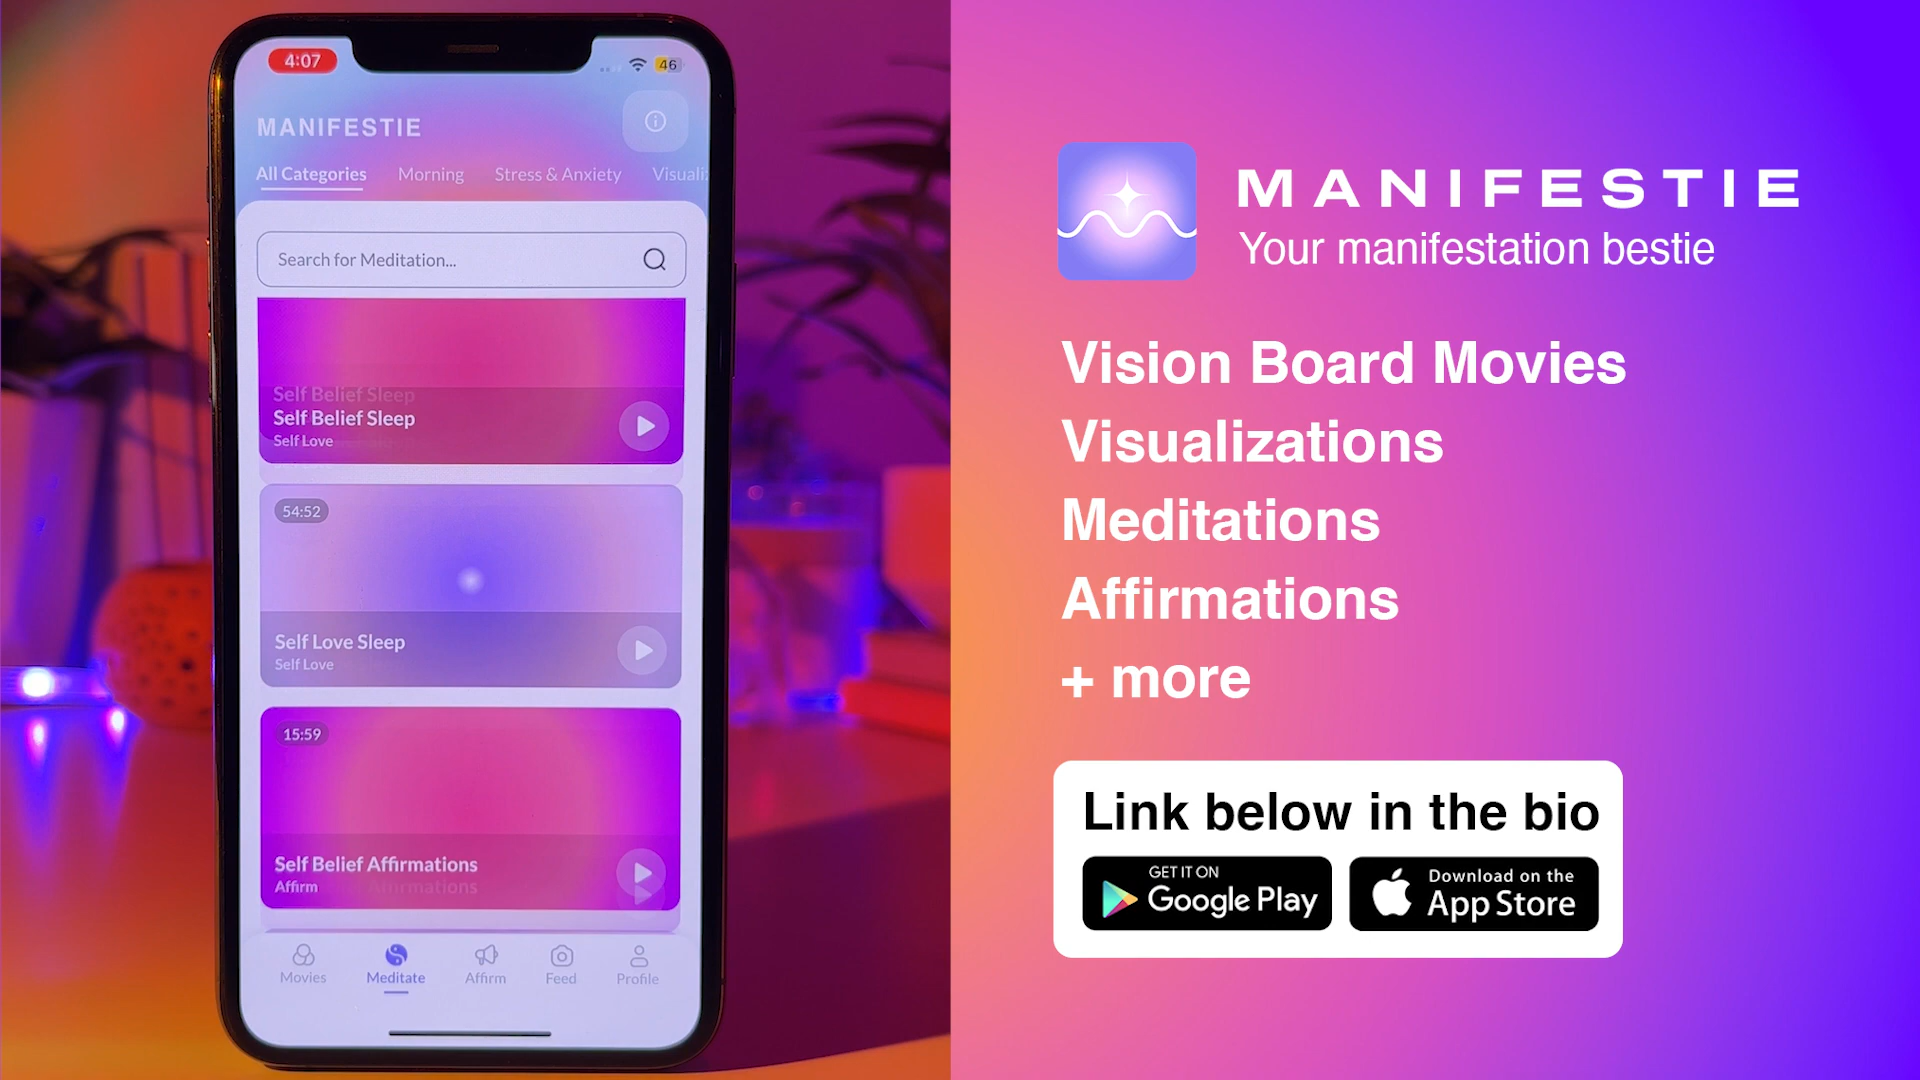 4:07
46
MANIFESTIE
All Categories Morning Stress & Anxiety Visuali
Search for Meditation...
Self Belief Sleep
Self Belief Sleep
Self Love
54:52
Self Love Sleep
Self Love
15:59
Self Belief Affirmations
Affirm
Movies Meditate Affirm Feed Profile
MANIFESTIE
Your manifestation bestie
Vision Board Movies
Visualizations
Meditations
Affirmations
+ more
Link below in the bio
GET IT ON
Google Play
Download on the
App Store